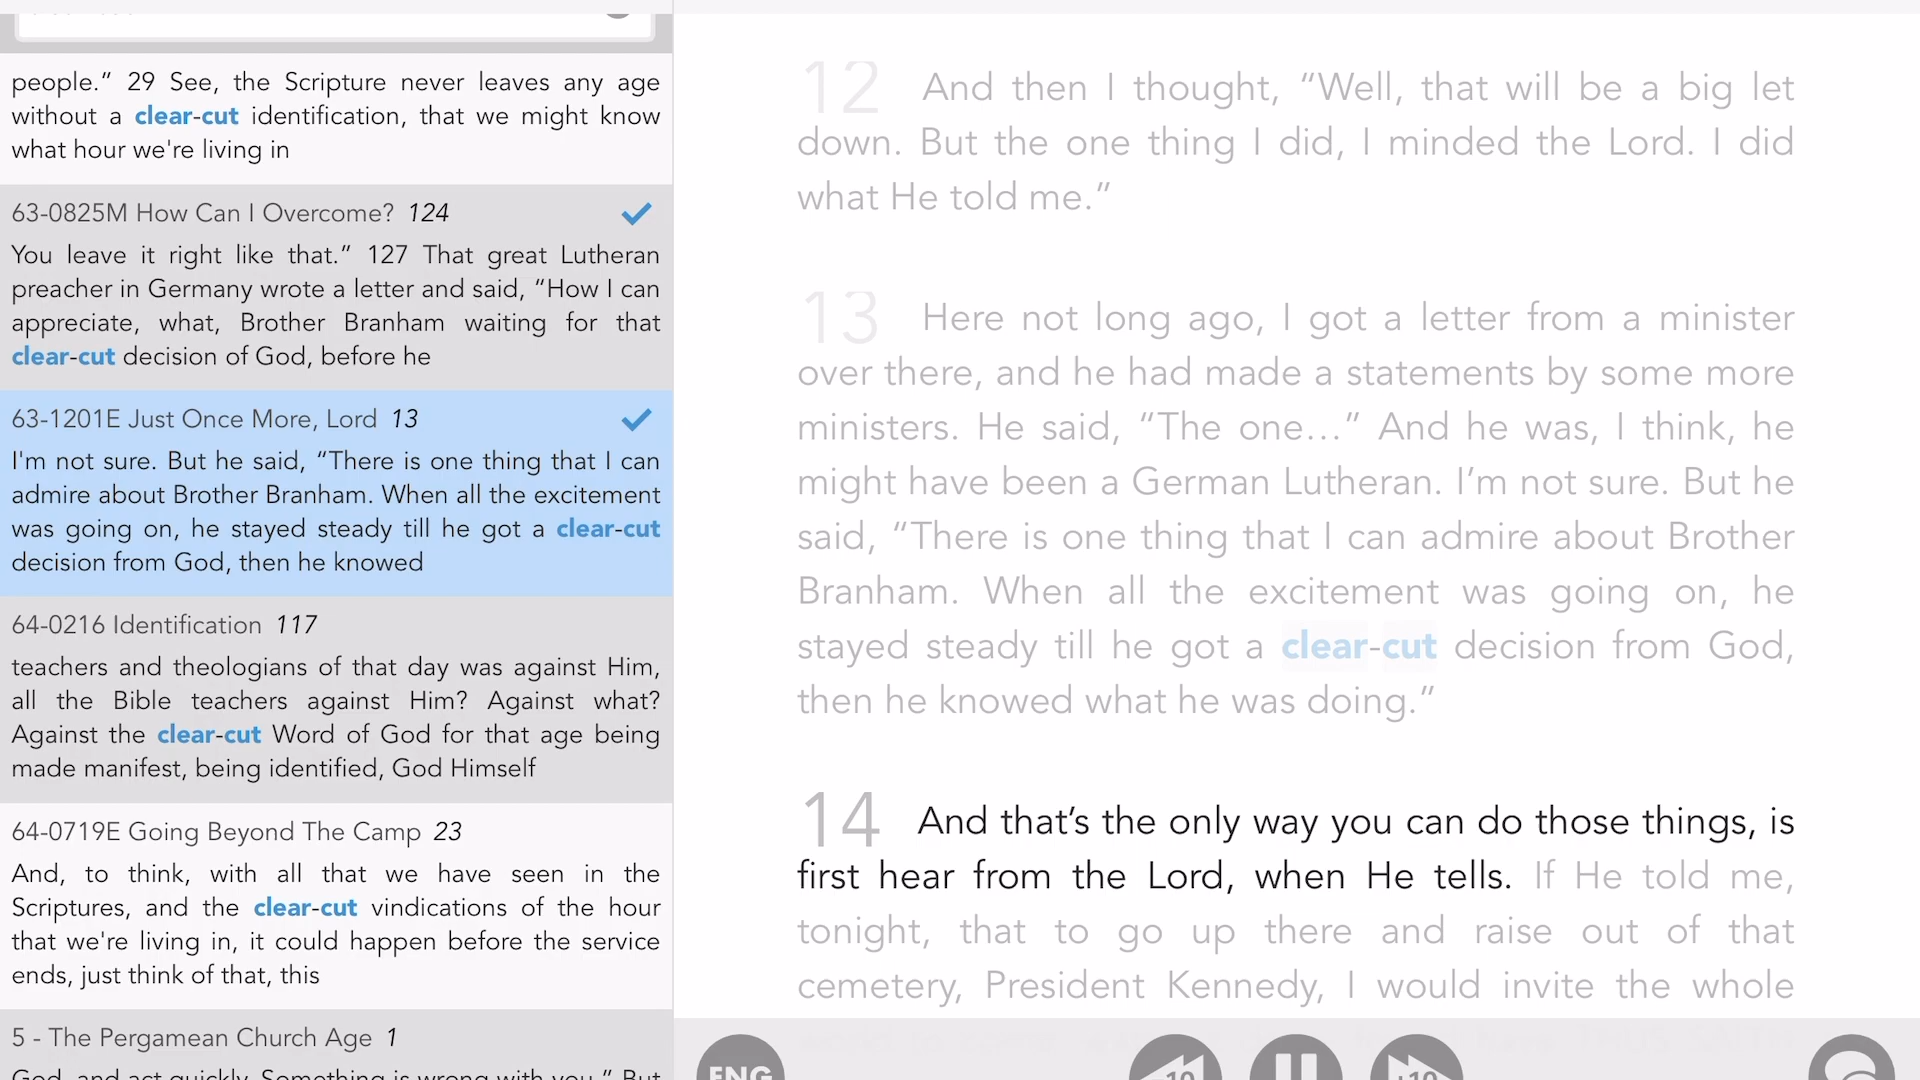 people.” 29 See, the Scripture never leaves any age
without a clear-cut identification, that we might know
what hour we're living in
63-0825M How Can I Overcome? 124
You leave it right like that.” 127 That great Lutheran
preacher in Germany wrote a letter and said, “How I can
appreciate, what, Brother Branham waiting for that
clear-cut decision of God, before he
63-1201E Just Once More, Lord 13
I'm not sure. But he said, “There is one thing that I can
admire about Brother Branham. When all the excitement
was going on, he stayed steady till he got a clear-cut
decision from God, then he knowed
64-0216 Identification 117
teachers and theologians of that day was against Him,
all the Bible teachers against Him? Against what?
Against the clear-cut Word of God for that age being
made manifest, being identified, God Himself
64-0719E Going Beyond The Camp 23
And, to think, with all that we have seen in the
Scriptures, and the clear-cut vindications of the hour
that we're living in, it could happen before the service
ends, just think of that, this
5 - The Pergamean Church Age 1
God, and act quickly. Something is wrong with you.” But
12 And then I thought, “Well, that will be a big let
down. But the one thing I did, I minded the Lord. I did
what He told me.”
13 Here not long ago, I got a letter from a minister
over there, and he had made a statements by some more
ministers. He said, “The one…” And he was, I think, he
might have been a German Lutheran. I’m not sure. But he
said, “There is one thing that I can admire about Brother
Branham. When all the excitement was going on, he
stayed steady till he got a clear-cut decision from God,
then he knowed what he was doing.”
14 And that’s the only way you can do those things, is
first hear from the Lord, when He tells. If He told me,
tonight, that to go up there and raise out of that
cemetery, President Kennedy, I would invite the whole
ENG
-10
+10